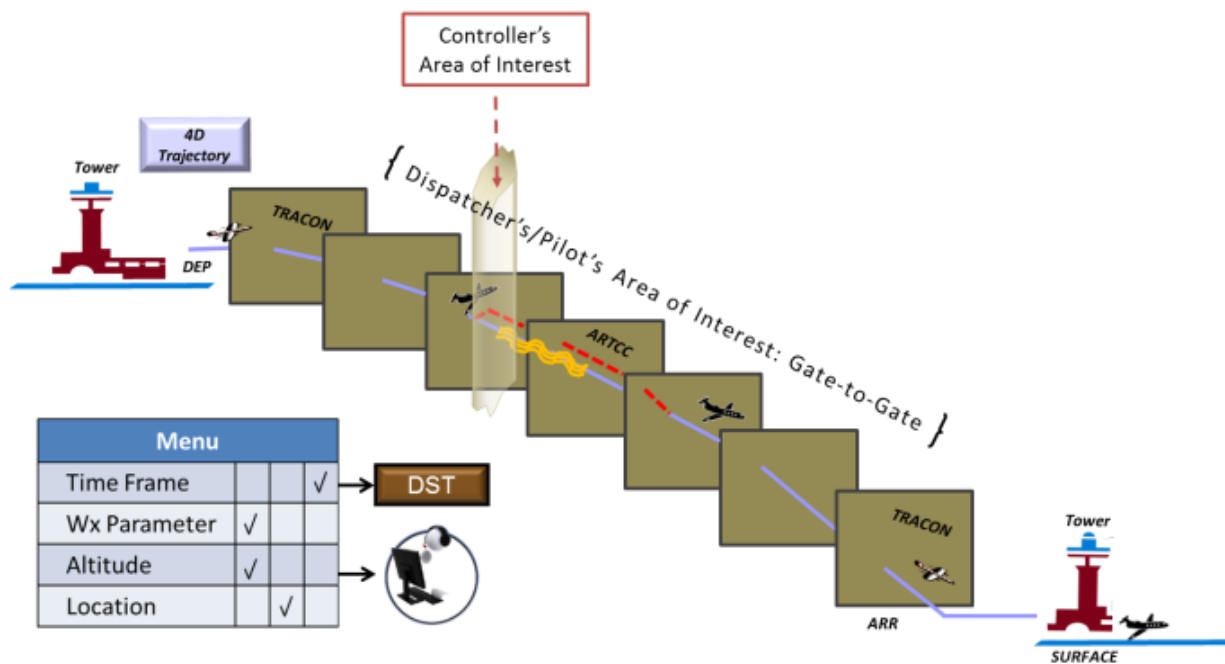 Controller's
Area of Interest
4D
Trajectory
Tower
TRACON
DEP
{ Dispatcher's/Pilot's Area of Interest: Gate-to-Gate }
ARTCC
Menu
Time Frame √
DST
Wx Parameter √
Altitude √
Location √
TRACON
Tower
ARR
SURFACE